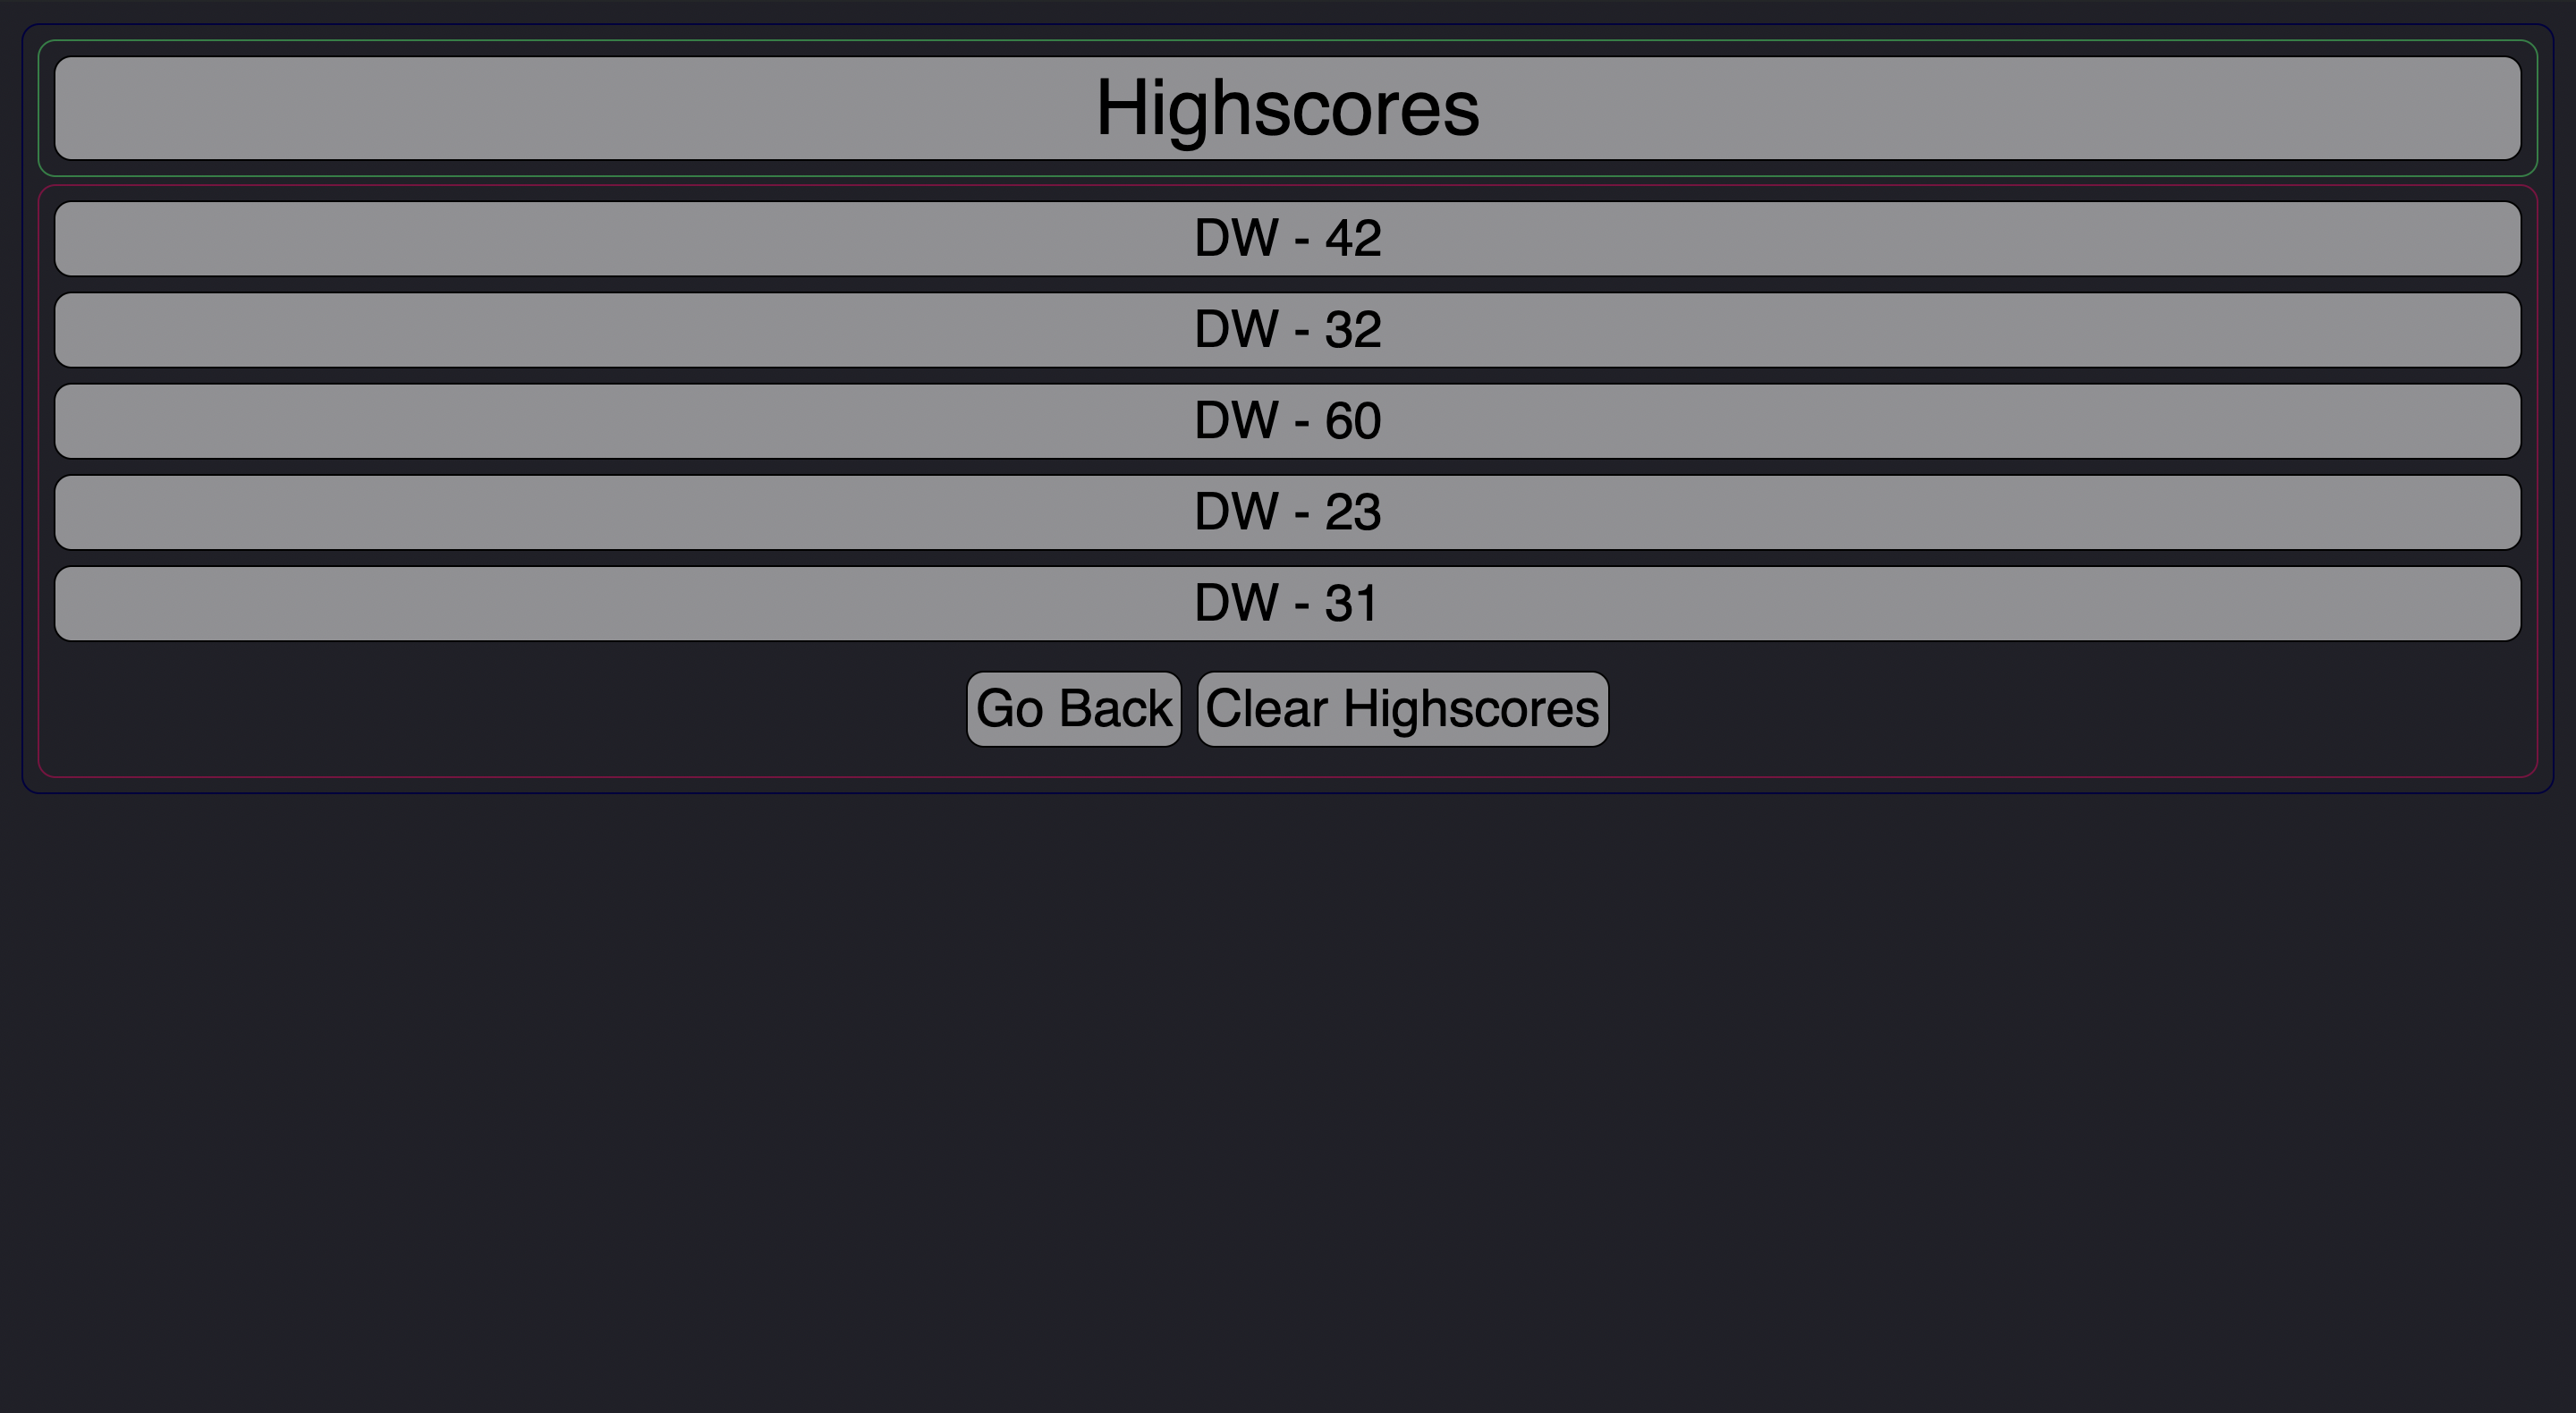 Highscores
DW - 42
DW - 32
DW - 60
DW - 23
DW - 31
Go Back Clear Highscores